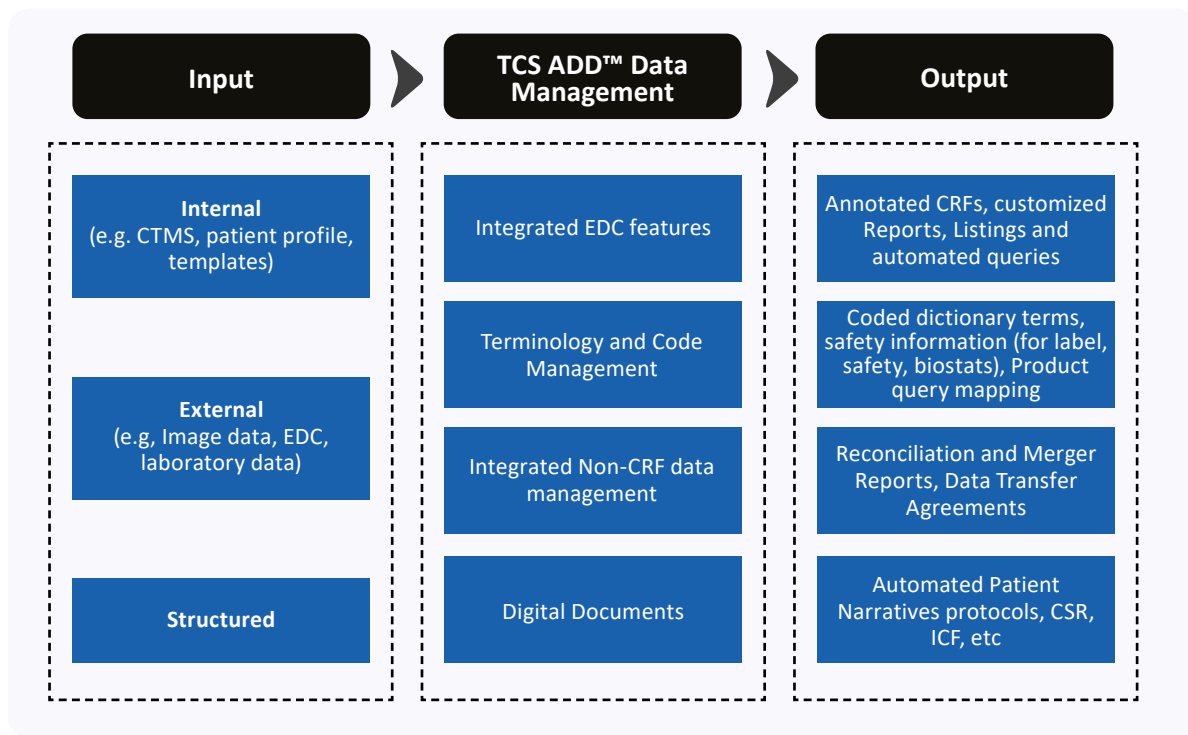 Input
TCS ADD™ Data
Management
Output
Internal
(e.g. CTMS, patient profile,
templates)
External
(e.g, Image data, EDC,
laboratory data)
Structured
Integrated EDC features
Terminology and Code
Management
Integrated Non-CRF data
management
Digital Documents
Annotated CRFs, customized
Reports, Listings and
automated queries
Coded dictionary terms,
safety information (for label,
safety, biostats), Product
query mapping
Reconciliation and Merger
Reports, Data Transfer
Agreements
Automated Patient
Narratives protocols, CSR,
ICF, etc